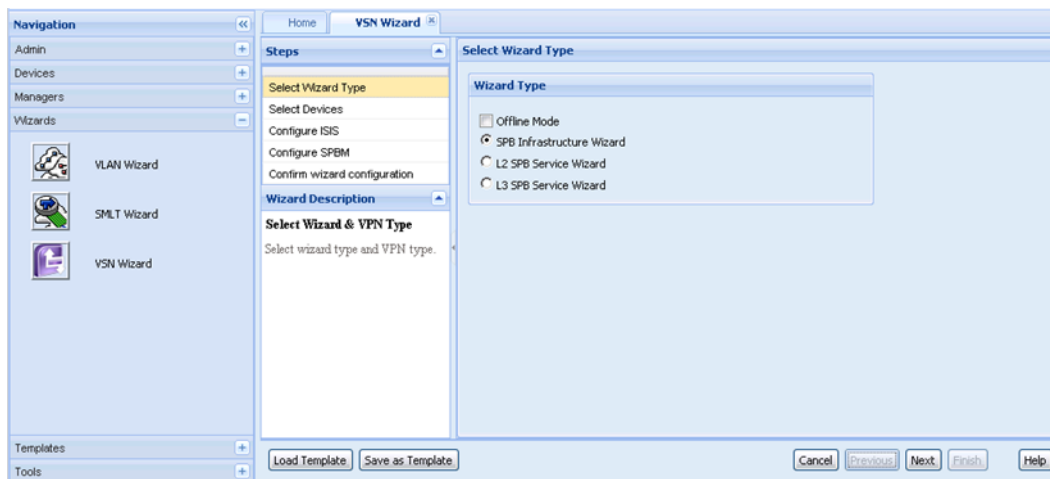 Navigation
Admin
Devices
Managers
Wizards
VLAN Wizard
SMLT Wizard
VSN Wizard
Templates
Tools
Home
VSN Wizard
Steps
Select Wizard Type
Select Devices
Configure ISIS
Configure SPBM
Confirm wizard configuration
Wizard Description
Select Wizard & VPN Type
Select wizard type and VPN type.
Select Wizard Type
Wizard Type
Offline Mode
SPB Infrastructure Wizard
L2 SPB Service Wizard
L3 SPB Service Wizard
Load Template
Save as Template
Cancel
Previous
Next
Finish
Help